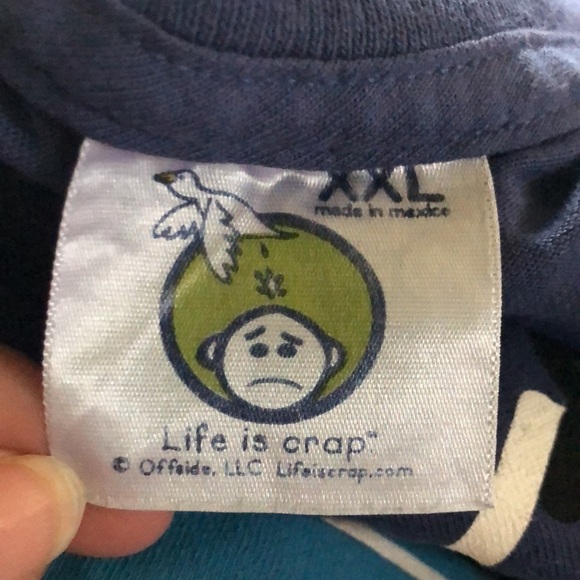 XXL
made in mexico
Life is crap™
© Offside, LLC Lifeiscrap.com